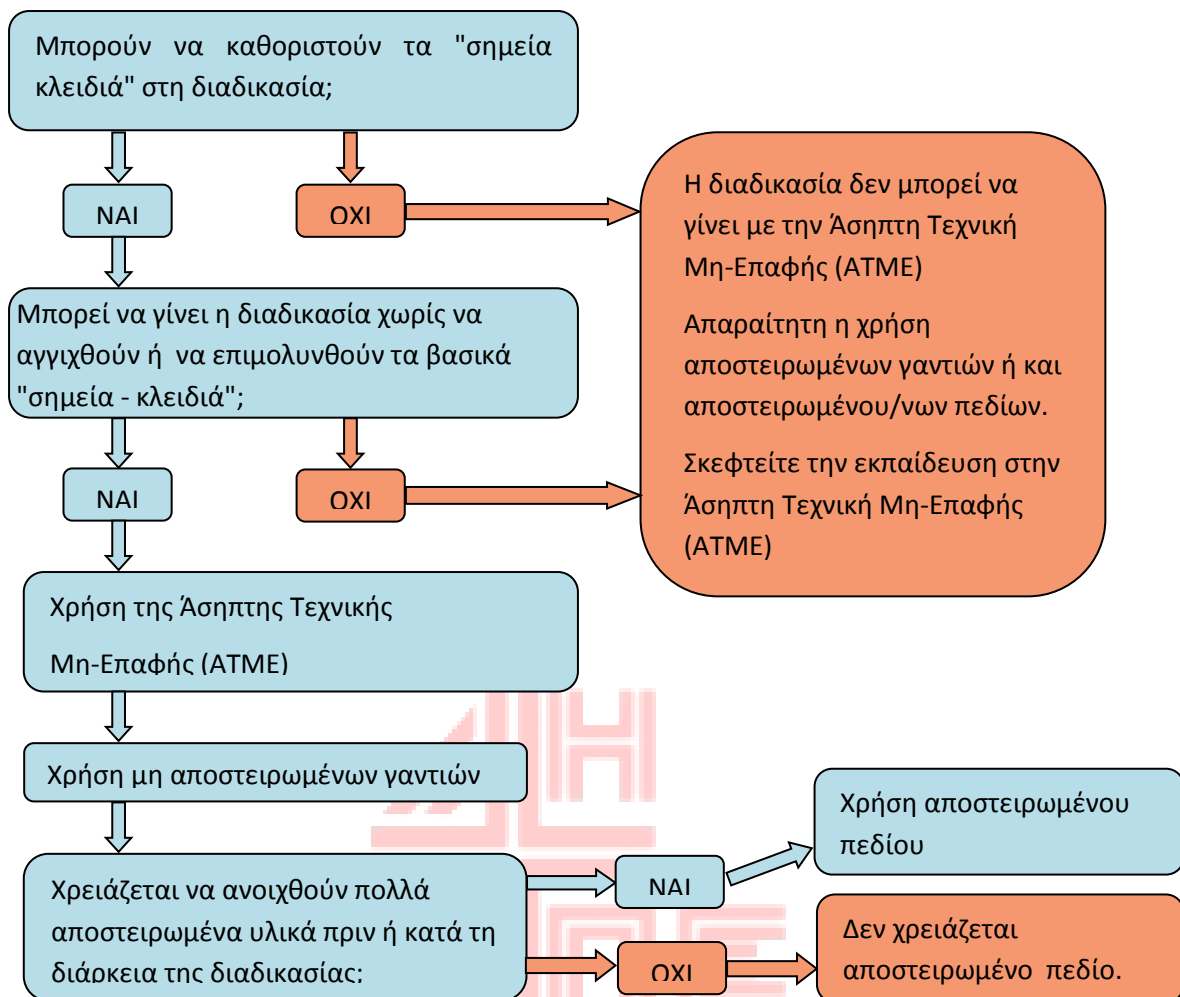 Μπορούν να καθοριστούν τα "σημεία
κλειδιά" στη διαδικασία;
ΝΑΙ
ΟΧΙ
Η διαδικασία δεν μπορεί να
γίνει με την Άσηπτη Τεχνική
Μη-Επαφής (ΑΤΜΕ)
Απαραίτητη η χρήση
αποστειρωμένων γαντιών ή και
αποστειρωμένου/νων πεδίων.
Σκεφτείτε την εκπαίδευση στην
Άσηπτη Τεχνική Μη-Επαφής
(ΑΤΜΕ)
Μπορεί να γίνει η διαδικασία χωρίς να
αγγιχθούν ή να επιμολυνθούν τα βασικά
"σημεία - κλειδιά";
ΝΑΙ
ΟΧΙ
Χρήση της Άσηπτης Τεχνικής
Μη-Επαφής (ΑΤΜΕ)
Χρήση μη αποστειρωμένων γαντιών
Χρειάζεται να ανοιχθούν πολλά
αποστειρωμένα υλικά πριν ή κατά τη
διάρκεια της διαδικασίας;
ΝΑΙ
Χρήση αποστειρωμένου
πεδίου
ΟΧΙ
Δεν χρειάζεται
αποστειρωμένο πεδίο.